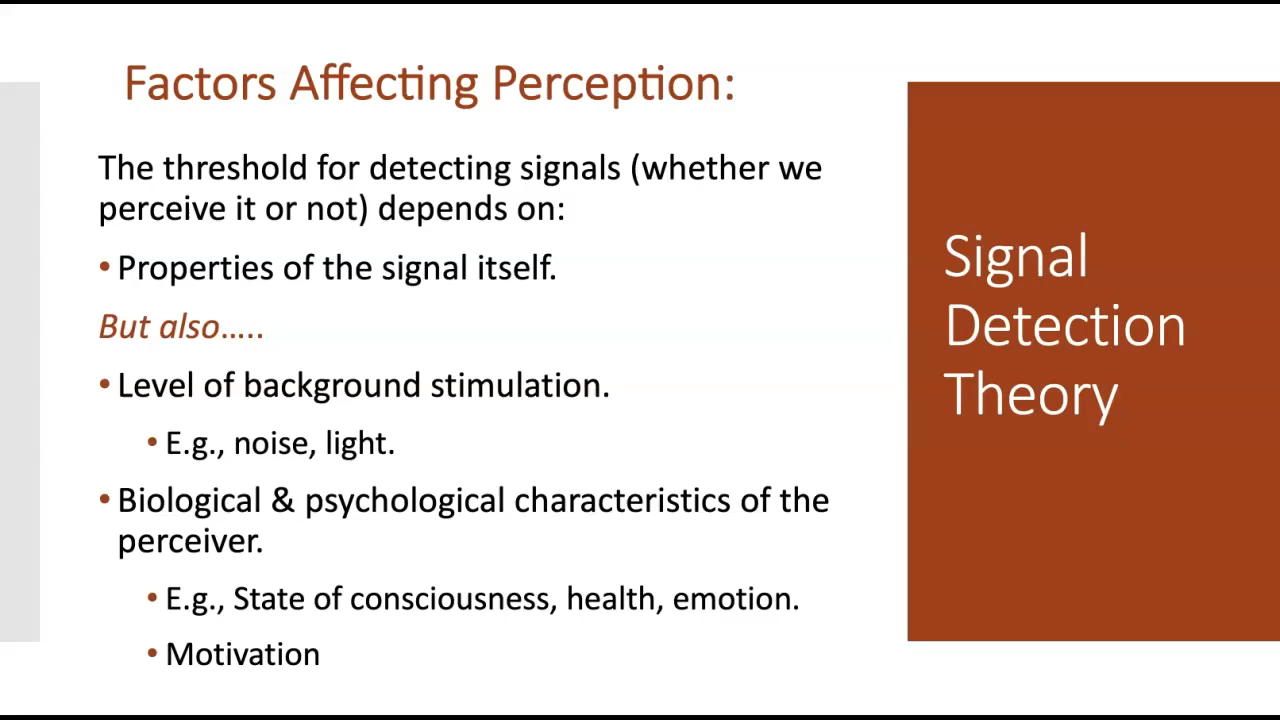 Factors Affecting Perception:
The threshold for detecting signals (whether we
perceive it or not) depends on:
• Properties of the signal itself.
But also…..
• Level of background stimulation.
• E.g., noise, light.
• Biological & psychological characteristics of the
perceiver.
• E.g., State of consciousness, health, emotion.
• Motivation
Signal
Detection
Theory